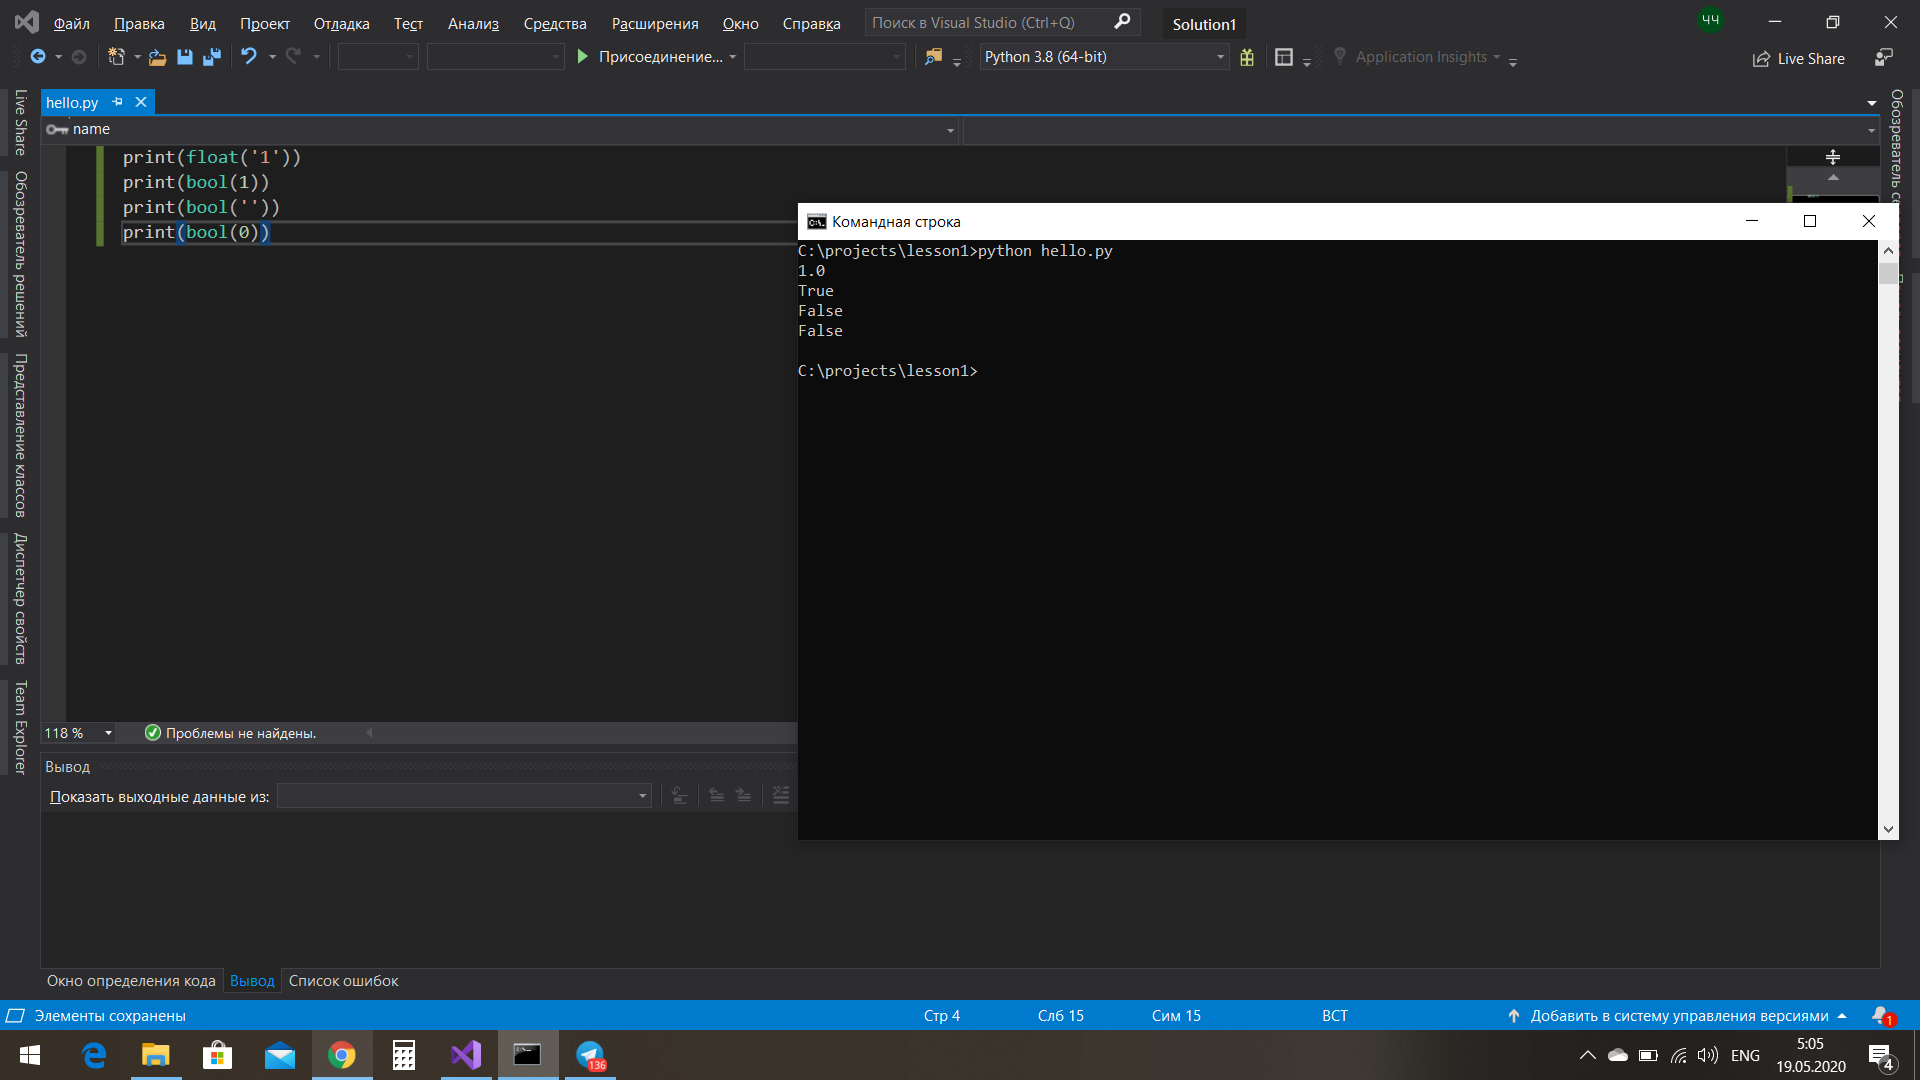 Файл Правка Вид Проект Отладка Тест Анализ Средства Расширения Окно Справка Поиск в Visual Studio (Ctrl+Q) Solution1 ЧЧ
Присоединение... Python 3.8 (64-bit) Application Insights Live Share
hello.py
name
print(float('1'))
print(bool(1))
print(bool(''))
print(bool(0))
Live Share
Обозреватель решений
Представление классов
Диспетчер свойств
Team Explorer
Командная строка
C:\projects\lesson1>python hello.py
1.0
True
False
False
C:\projects\lesson1>
118 % Проблемы не найдены.
Вывод
Показать выходные данные из:
Окно определения кода Вывод Список ошибок
Элементы сохранены Стр 4 Слб 15 Сим 15 ВСТ Добавить в систему управления версиями 1
136 ENG 5:05
19.05.2020 4
Обозреватель